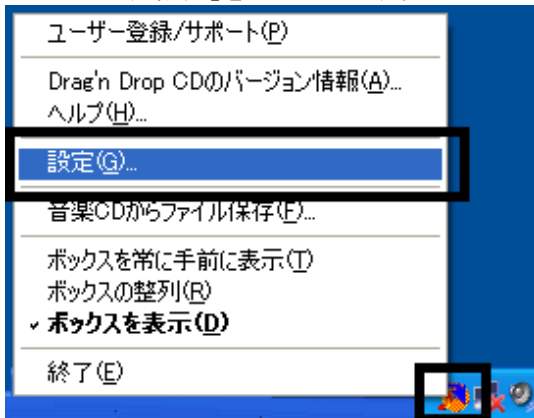 ユーザー登録/サポート(P)
Drag'n Drop CDのバージョン情報(A)...
ヘルプ(H)...
設定(G)...
音楽CDからファイル保存(F)...
ボックスを常に手前に表示(T)
ボックスの整列(R)
ボックスを表示(D)
終了(E)